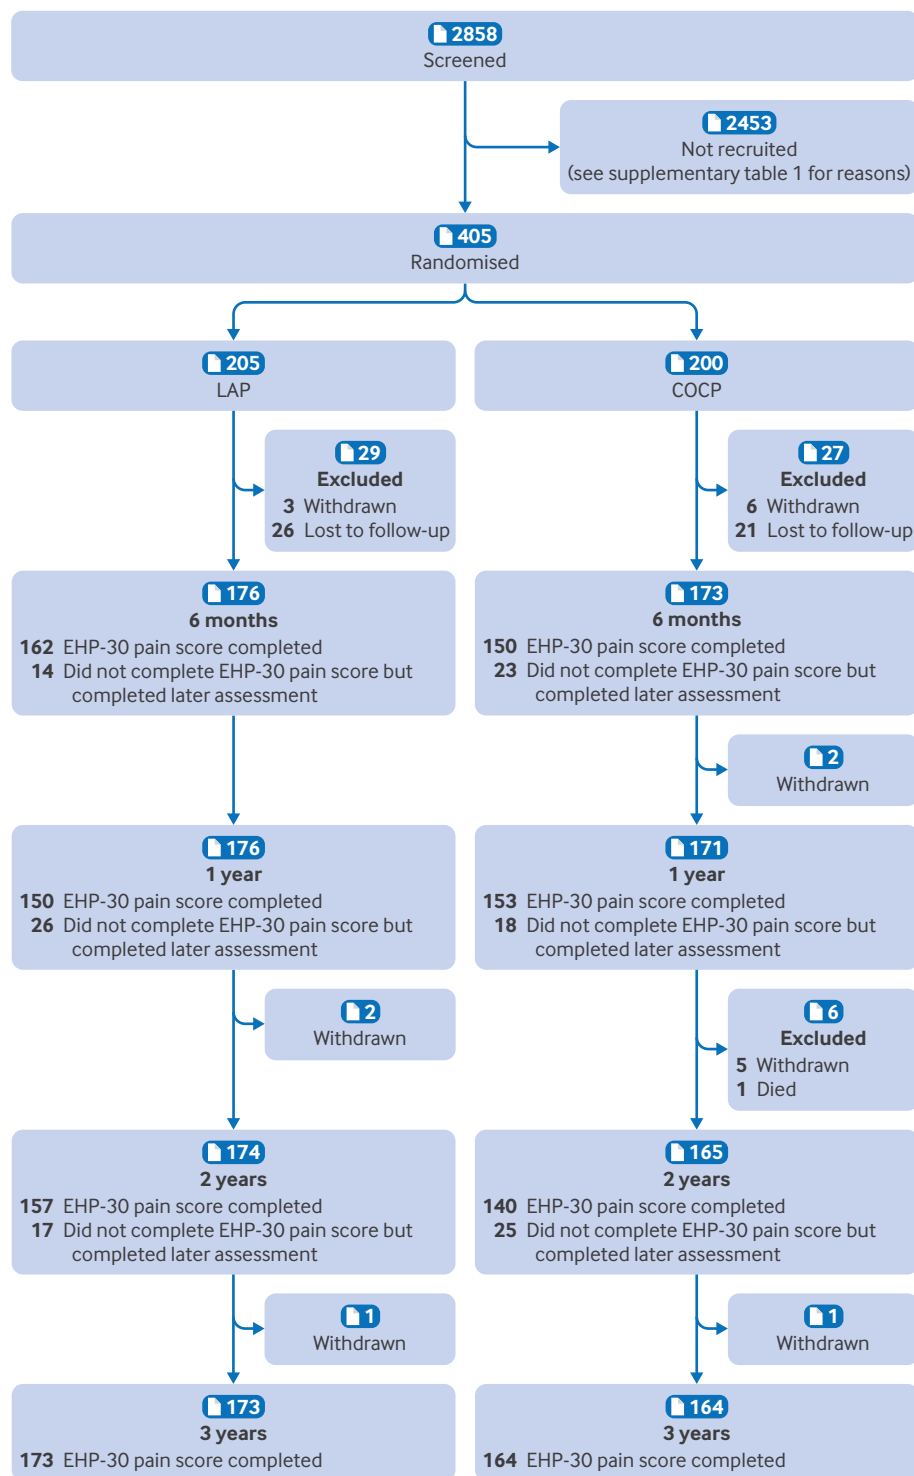 2858
Screened
2453
Not recruited
(see supplementary table 1 for reasons)
405
Randomised
205
LAP
200
COCP
29
Excluded
3 Withdrawn
26 Lost to follow-up
27
Excluded
6 Withdrawn
21 Lost to follow-up
176
6 months
162 EHP-30 pain score completed
14 Did not complete EHP-30 pain score but
completed later assessment
173
6 months
150 EHP-30 pain score completed
23 Did not complete EHP-30 pain score but
completed later assessment
2
Withdrawn
176
1 year
150 EHP-30 pain score completed
26 Did not complete EHP-30 pain score but
completed later assessment
171
1 year
153 EHP-30 pain score completed
18 Did not complete EHP-30 pain score but
completed later assessment
2
Withdrawn
6
Excluded
5 Withdrawn
1 Died
174
2 years
157 EHP-30 pain score completed
17 Did not complete EHP-30 pain score but
completed later assessment
165
2 years
140 EHP-30 pain score completed
25 Did not complete EHP-30 pain score but
completed later assessment
1
Withdrawn
1
Withdrawn
173
3 years
173 EHP-30 pain score completed
164
3 years
164 EHP-30 pain score completed